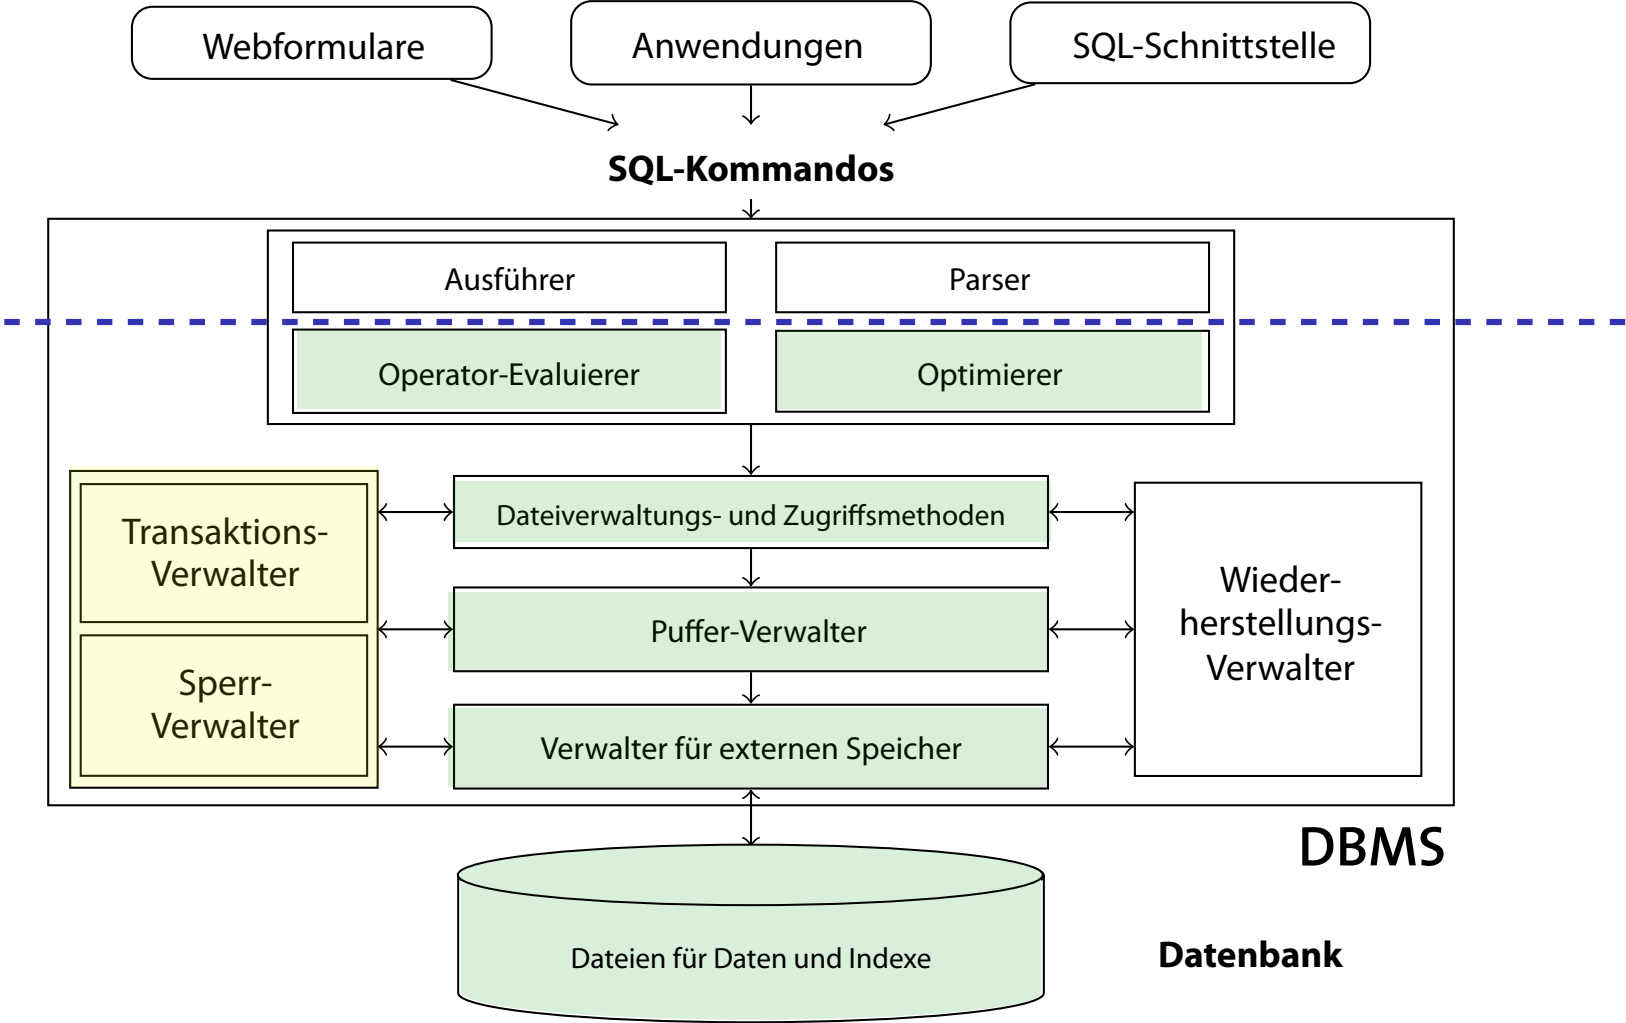 Webformulare
Anwendungen
SQL-Schnittstelle
SQL-Kommandos
Ausführer
Parser
Operator-Evaluierer
Optimierer
Transaktions-
Verwalter
Sperr-
Verwalter
Dateiverwaltungs- und Zugriffsmethoden
Puffer-Verwalter
Verwalter für externen Speicher
Wieder-
herstellungs-
Verwalter
DBMS
Dateien für Daten und Indexe
Datenbank